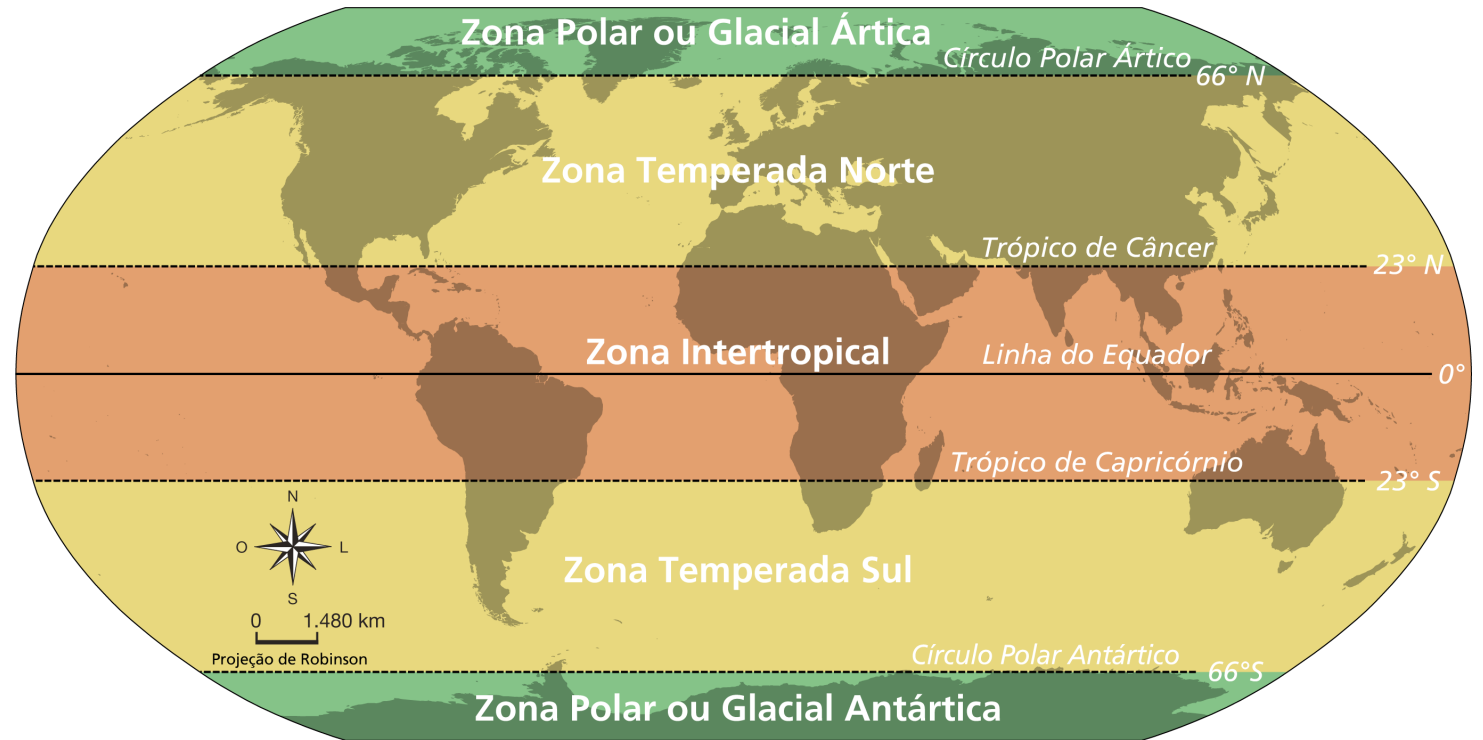 Zona Polar ou Glacial Ártica
Círculo Polar Ártico
66° N
Zona Temperada Norte
Trópico de Câncer
23° N
Zona Intertropical
Linha do Equador
0°
Trópico de Capricórnio
23° S
N
O
L
S
Zona Temperada Sul
0
1.480 km
Projeção de Robinson
Círculo Polar Antártico
66°S
Zona Polar ou Glacial Antártica